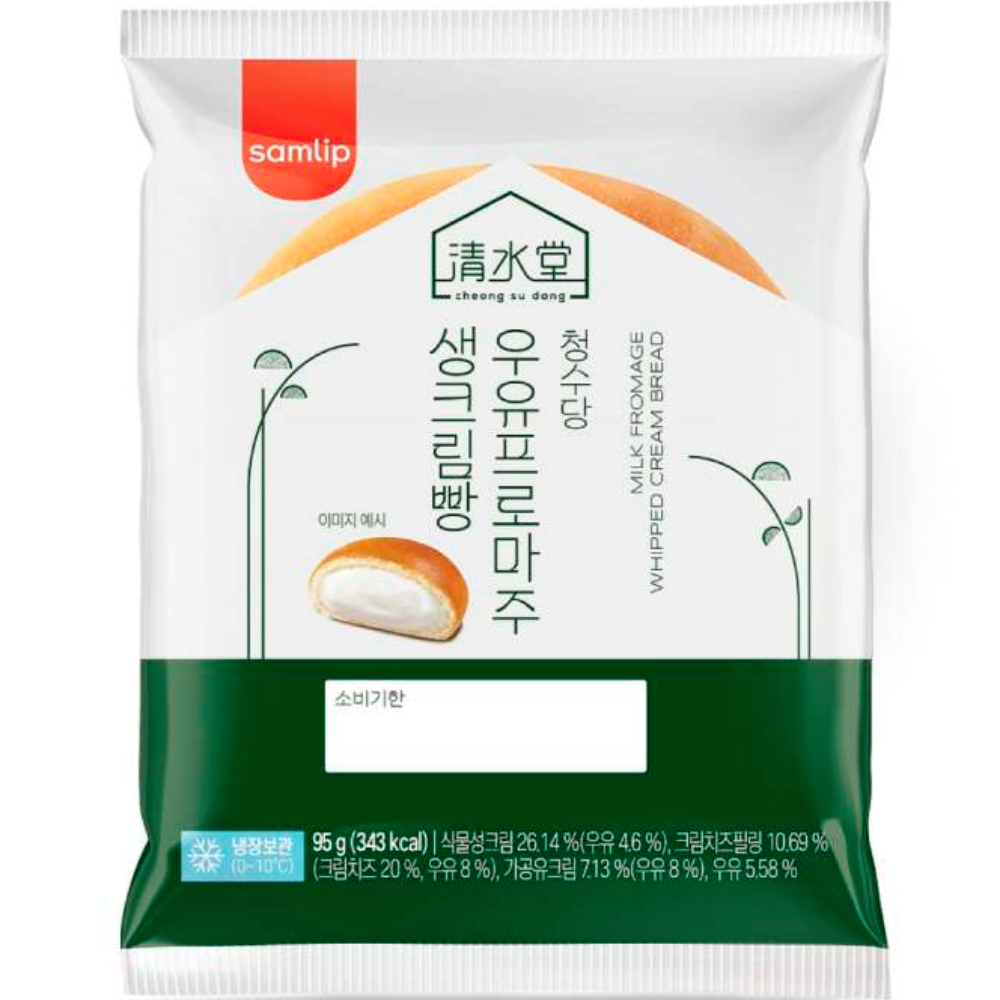 samlip
清水堂
cheong su dang
청수당
우유프로마주
생크림빵
MILK FROMAGE
WHIPPED CREAM BREAD
이미지 예시
소비기한
냉장보관
(0~10℃)
95 g (343 kcal) | 식물성크림 26.14 %(우유 4.6 %), 크림치즈필링 10.69 %
(크림치즈 20 %, 우유 8 %), 가공유크림 7.13 %(우유 8 %), 우유 5.58 %